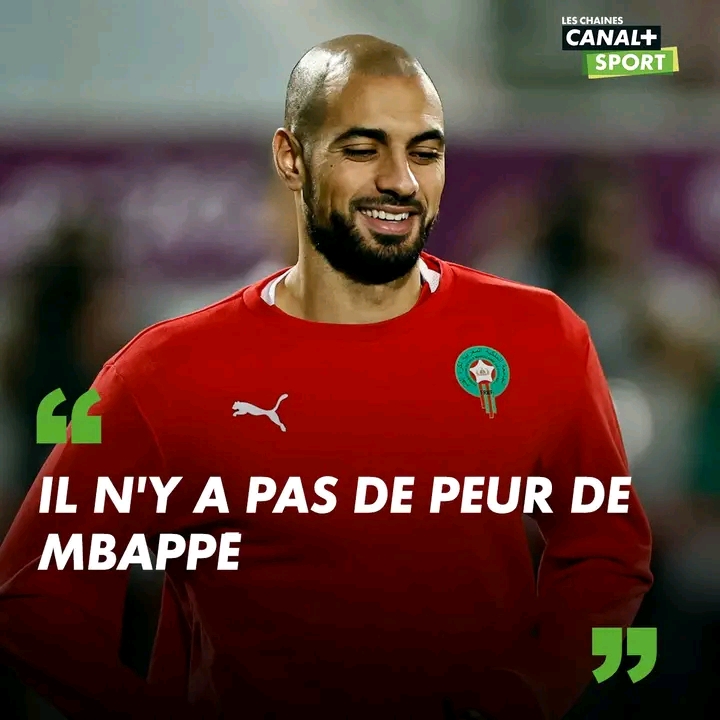 LES CHAINES
CANAL+
SPORT
“
IL N'Y A PAS DE PEUR DE
MBAPPE
”